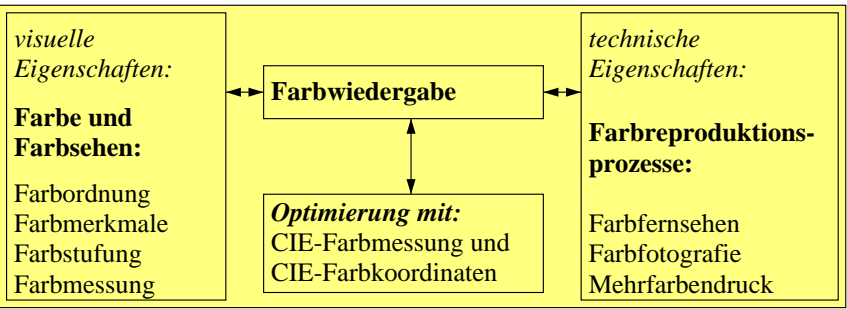 visuelle
Eigenschaften:
Farbe und
Farbsehen:
Farbordnung
Farbmerkmale
Farbstufung
Farbmessung
Farbwiedergabe
Optimierung mit:
CIE-Farbmessung und
CIE-Farbkoordinaten
technische
Eigenschaften:
Farbreproduktions-
prozesse:
Farbfernsehen
Farbfotografie
Mehrfarbendruck